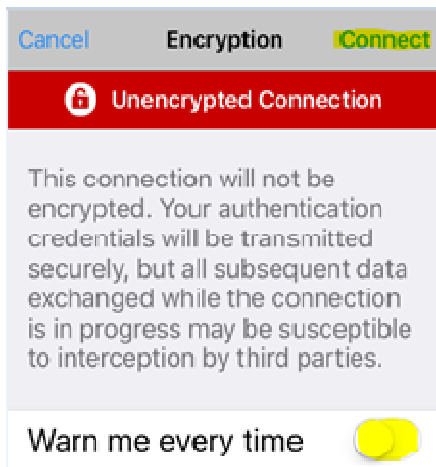 Cancel Encryption Connect
Unencrypted Connection
This connection will not be
encrypted. Your authentication
credentials will be transmitted
securely, but all subsequent data
exchanged while the connection
is in progress may be susceptible
to interception by third parties.
Warn me every time